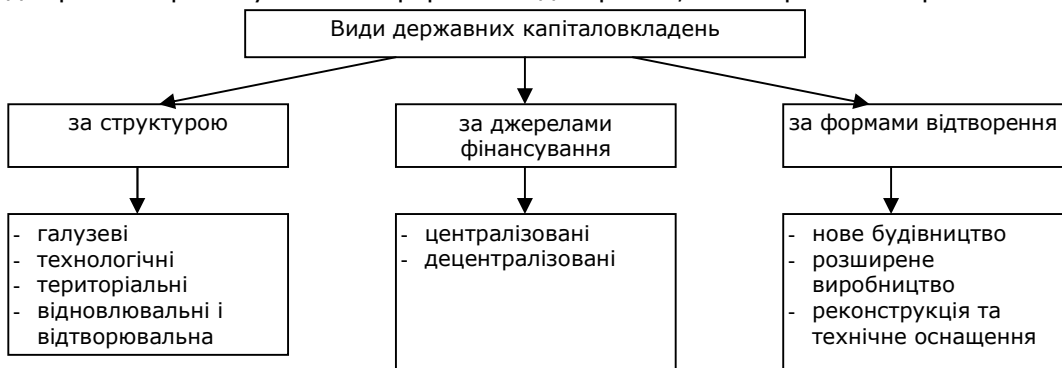 Види державних капіталовкладень
за структурою
за джерелами
фінансування
за формами відтворення
- галузеві
- технологічні
- територіальні
- відновлювальні і
відтворювальна
- централізовані
- децентралізовані
- нове будівництво
- розширене
виробництво
- реконструкція та
технічне оснащення